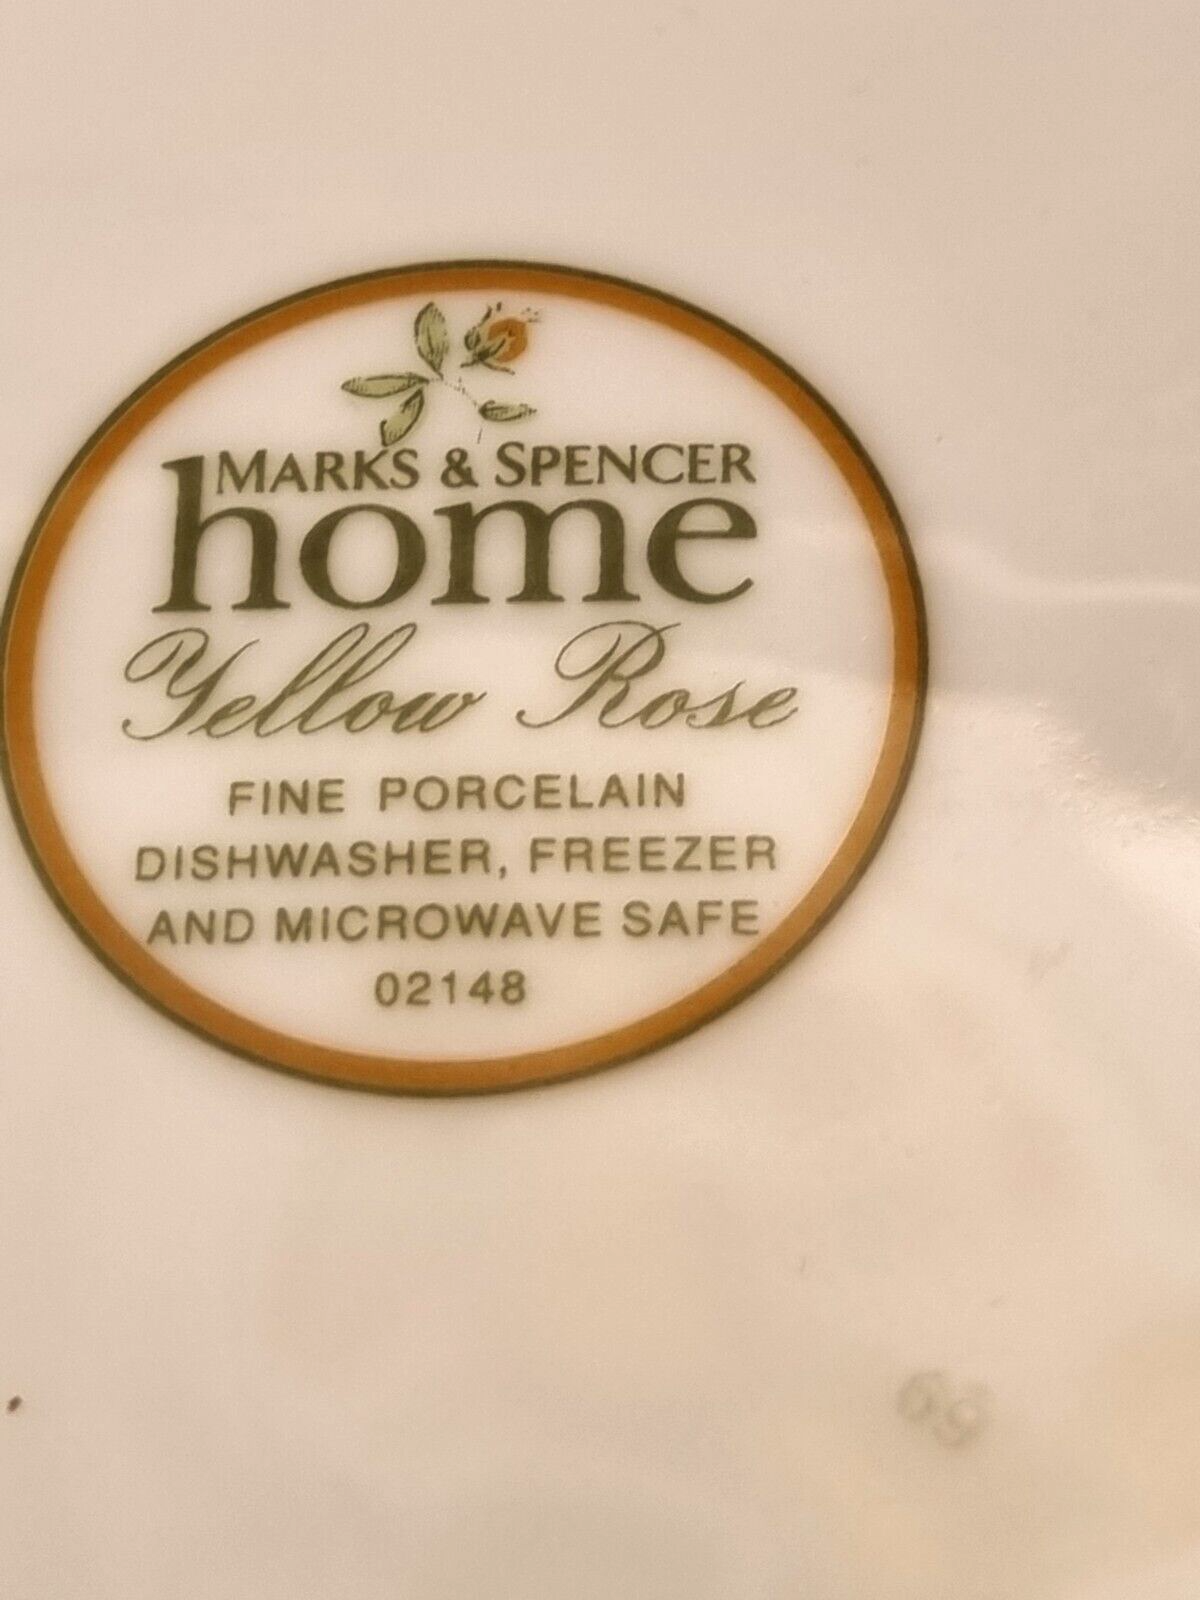 MARKS & SPENCER
home
Yellow Rose
FINE PORCELAIN
DISHWASHER, FREEZER
AND MICROWAVE SAFE
02148